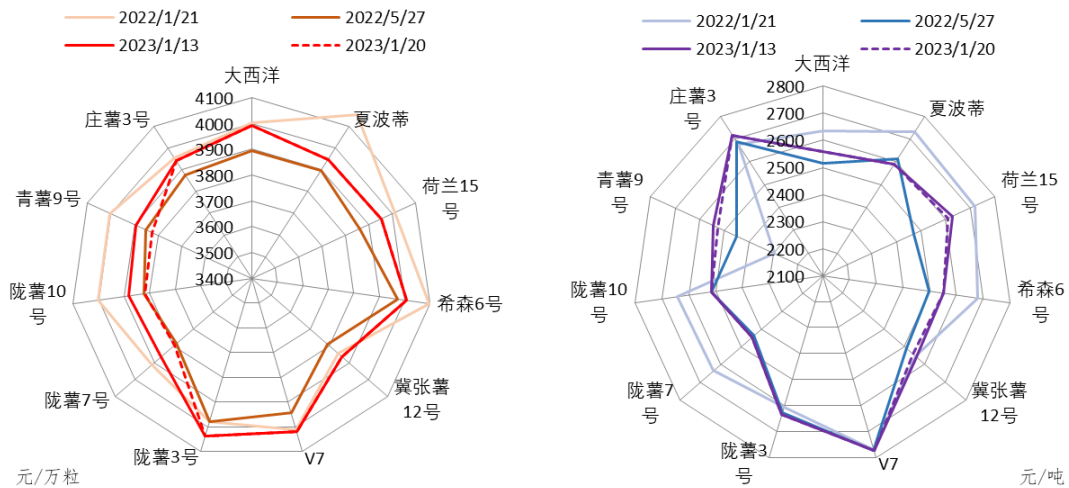 2022/1/21
2022/5/27
2023/1/13
2023/1/20
大西洋
夏波蒂
荷兰15
号
希森6号
冀张薯
12号
V7
陇薯3号
陇薯7号
陇薯10
号
青薯9号
庄薯3号
4100
4000
3900
3800
3700
3600
3500
3400
元/万粒
2022/1/21
2022/5/27
2023/1/13
2023/1/20
大西洋
夏波蒂
荷兰15
号
希森6
号
冀张薯
12号
V7
陇薯3
号
陇薯7
号
陇薯10
号
青薯9
号
庄薯3
号
2800
2700
2600
2500
2400
2300
2200
2100
元/吨